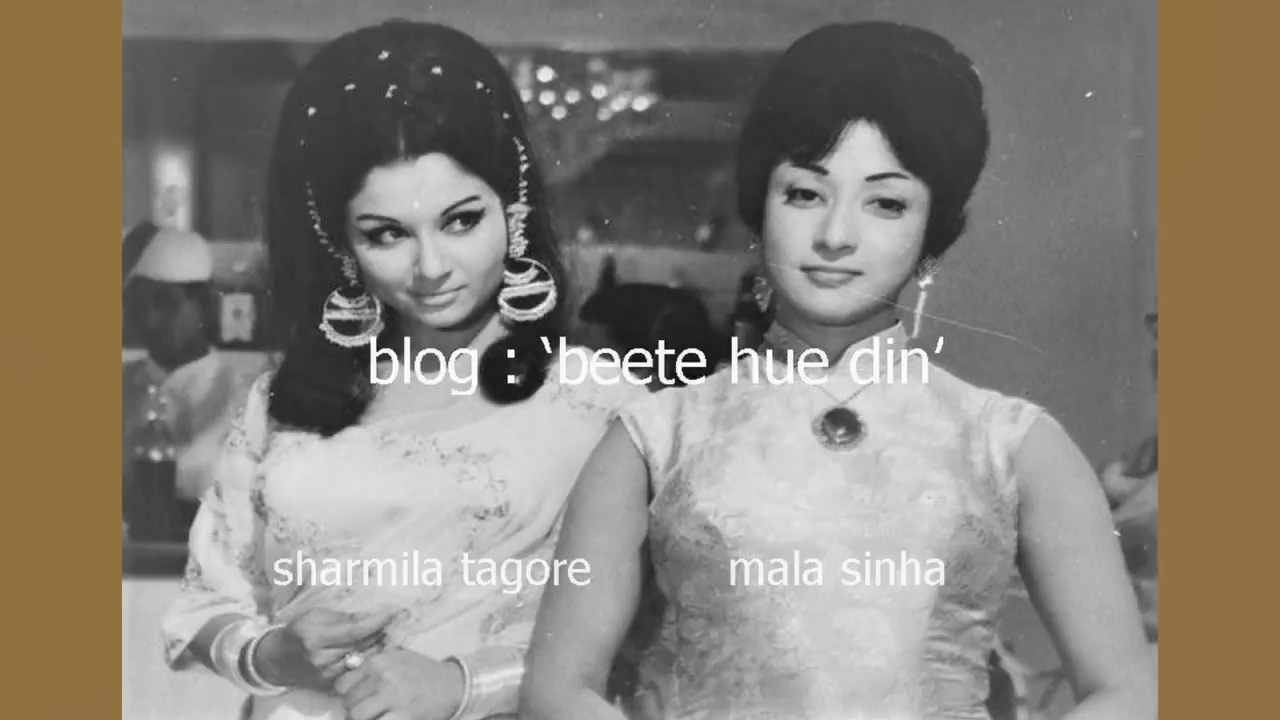 blog : ‘beete hue din’
sharmila tagore
mala sinha